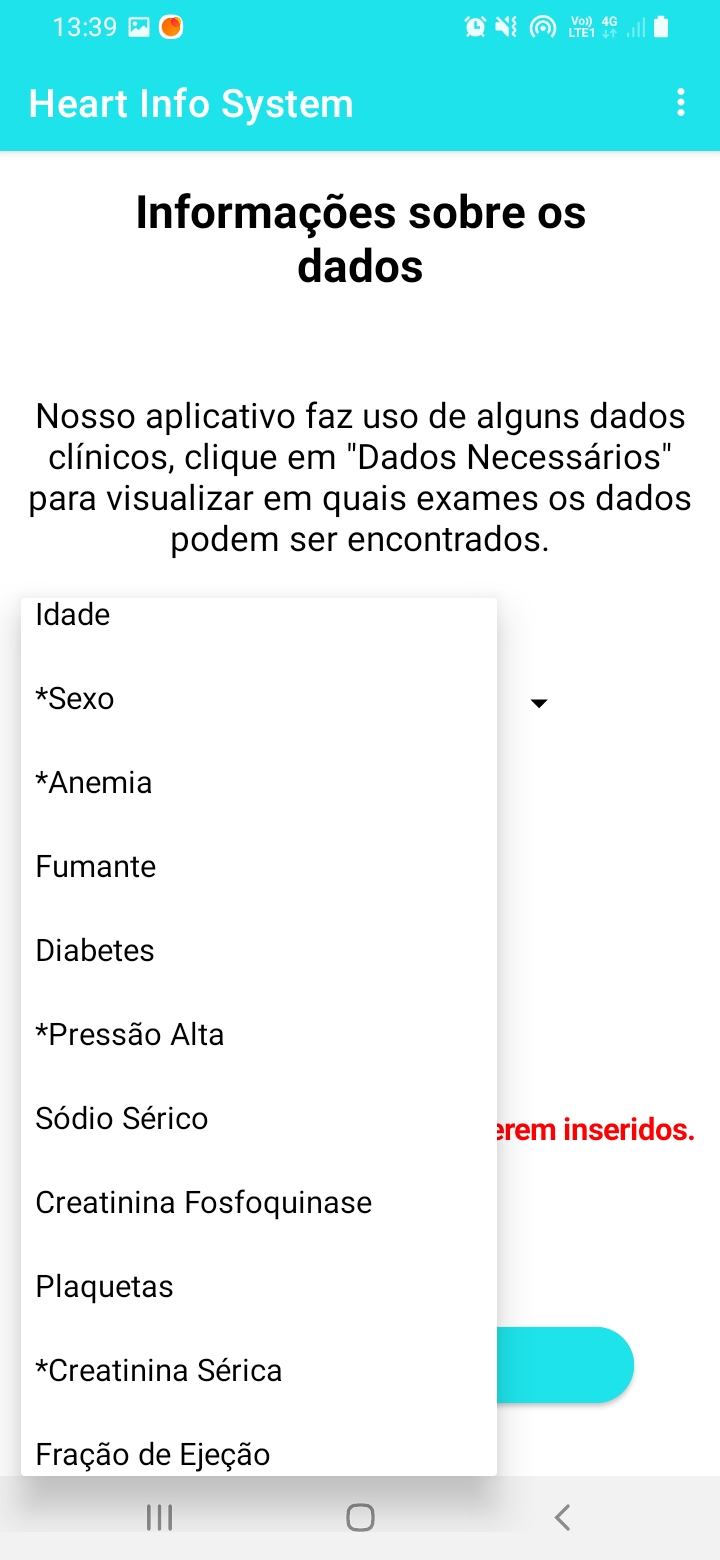 13:39
Vo))
LTE1
4G
Heart Info System
Informações sobre os
dados
Nosso aplicativo faz uso de alguns dados
clínicos, clique em "Dados Necessários"
para visualizar em quais exames os dados
podem ser encontrados.
Idade
*Sexo
*Anemia
Fumante
Diabetes
*Pressão Alta
Sódio Sérico
erem inseridos.
Creatinina Fosfoquinase
Plaquetas
*Creatinina Sérica
Fração de Ejeção